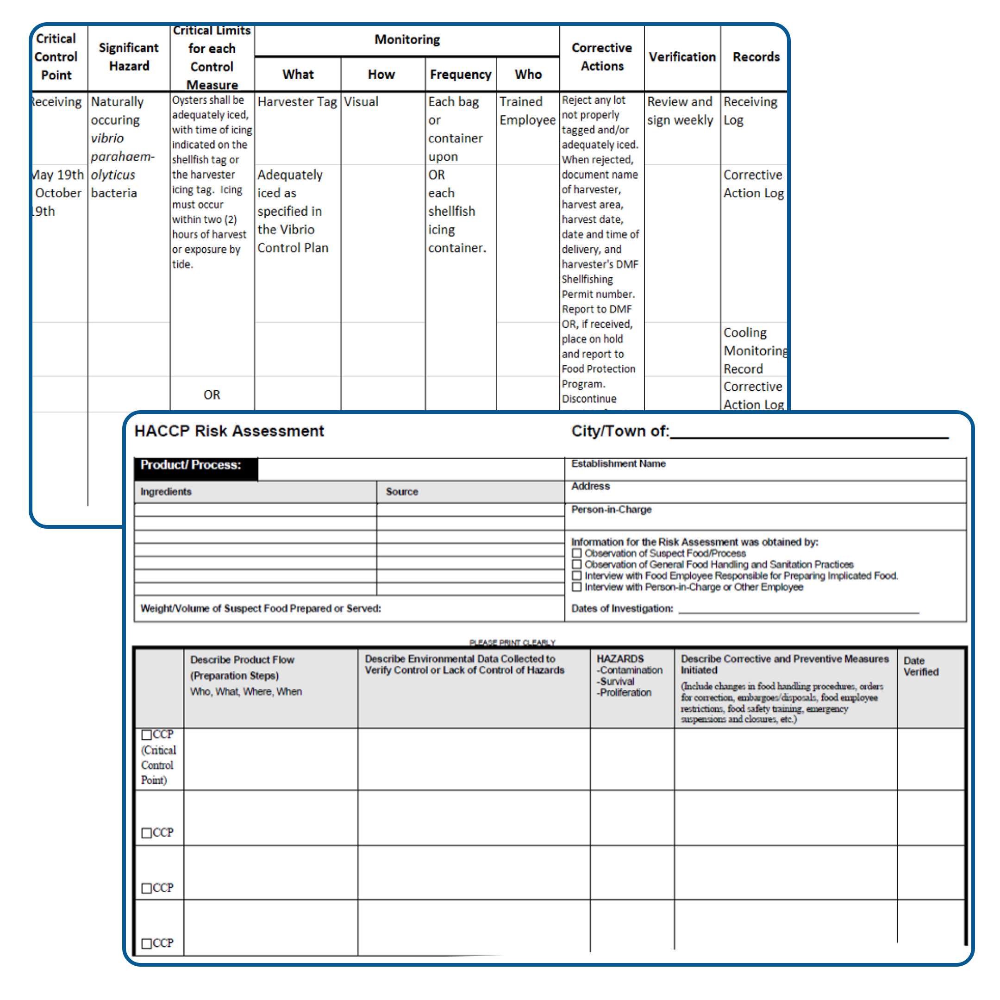 Critical
Control
Point
Significant
Hazard
Critical Limits
for each
Control
Measure
Monitoring
What
How
Frequency
Who
Corrective
Actions
Verification
Records
Receiving
May 19th
October
19th
Naturally
occuring
vibrio
parahaem-
olyticus
bacteria
Oysters shall be
adequately iced,
with time of icing
indicated on the
shellfish tag or
the harvester
icing tag. Icing
must occur
within two (2)
hours of harvest
or exposure by
tide.
OR
Harvester Tag
Adequately
iced as
specified in
the Vibrio
Control Plan
Visual
Each bag
or
container
upon
OR
each
shellfish
icing
container.
Trained
Employee
Reject any lot
not properly
tagged and/or
adequately iced.
When rejected,
document name
of harvester,
harvest area,
harvest date,
date and time of
delivery, and
harvester's DMF
Shellfishing
Permit number.
Report to DMF
OR, if received,
place on hold
and report to
Food Protection
Program.
Discontinue
Review and
sign weekly
Receiving
Log
Corrective
Action Log
Cooling
Monitoring
Record
Corrective
Action Log
HACCP Risk Assessment
City/Town of:
Product/ Process:
Ingredients
Source
Weight/Volume of Suspect Food Prepared or Served:
Establishment Name
Address
Person-in-Charge
Information for the Risk Assessment was obtained by:
Observation of Suspect Food/Process
Observation of General Food Handling and Sanitation Practices
Interview with Food Employee Responsible for Preparing Implicated Food.
Interview with Person-in-Charge or Other Employee
Dates of Investigation:
PLEASE PRINT CLEARLY
Describe Product Flow
(Preparation Steps)
Who, What, Where, When
Describe Environmental Data Collected to
Verify Control or Lack of Control of Hazards
HAZARDS
-Contamination
-Survival
-Proliferation
Describe Corrective and Preventive Measures
Initiated
(Include changes in food handling procedures, orders
for correction, embargoes/disposals, food employee
restrictions, food safety training, emergency
suspensions and closures, etc.)
Date
Verified
CCP
(Critical
Control
Point)
CCP
CCP
CCP